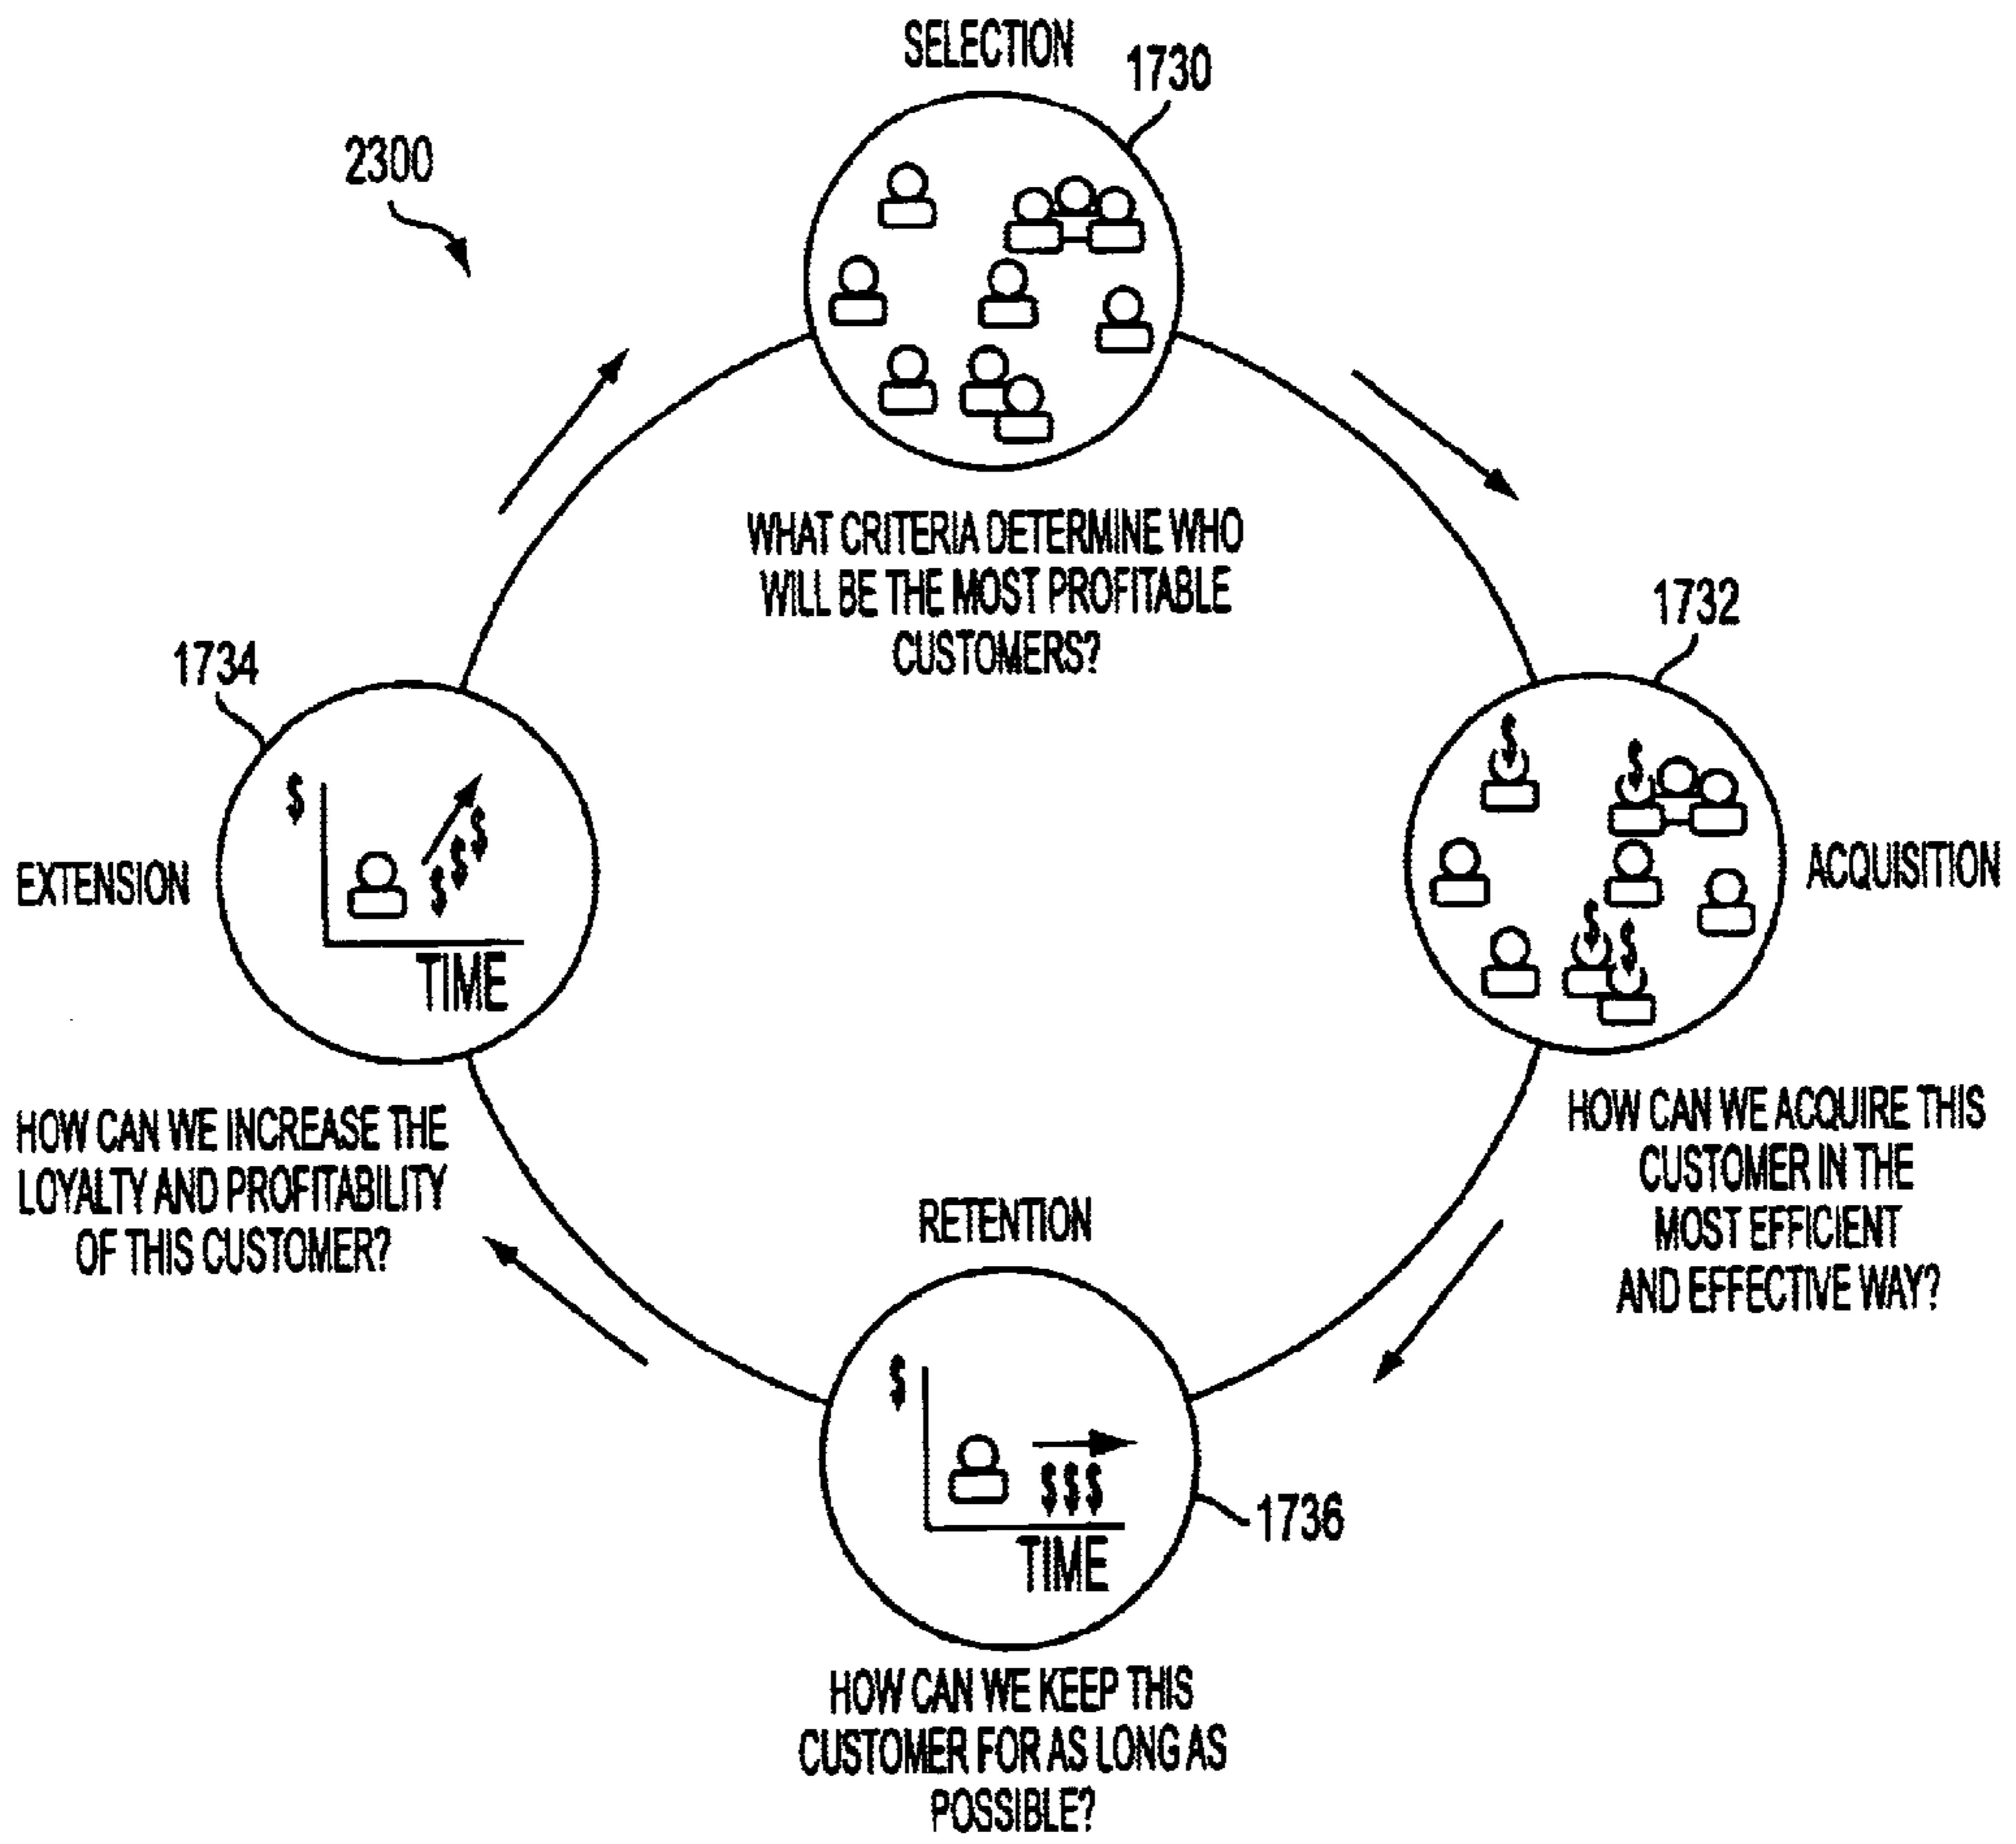 SELECTION
1730
2300
WHAT CRITERIA DETERMINE WHO
WILL BE THE MOST PROFITABLE
CUSTOMERS?
1732
$
$
$
$
ACQUISITION
HOW CAN WE ACQUIRE THIS
CUSTOMER IN THE
MOST EFFICIENT
AND EFFECTIVE WAY?
1734
$
$
$
$
TIME
EXTENSION
HOW CAN WE INCREASE THE
LOYALTY AND PROFITABILITY
OF THIS CUSTOMER?
RETENTION
$
$$$
TIME
1736
HOW CAN WE KEEP THIS
CUSTOMER FOR AS LONG AS
POSSIBLE?